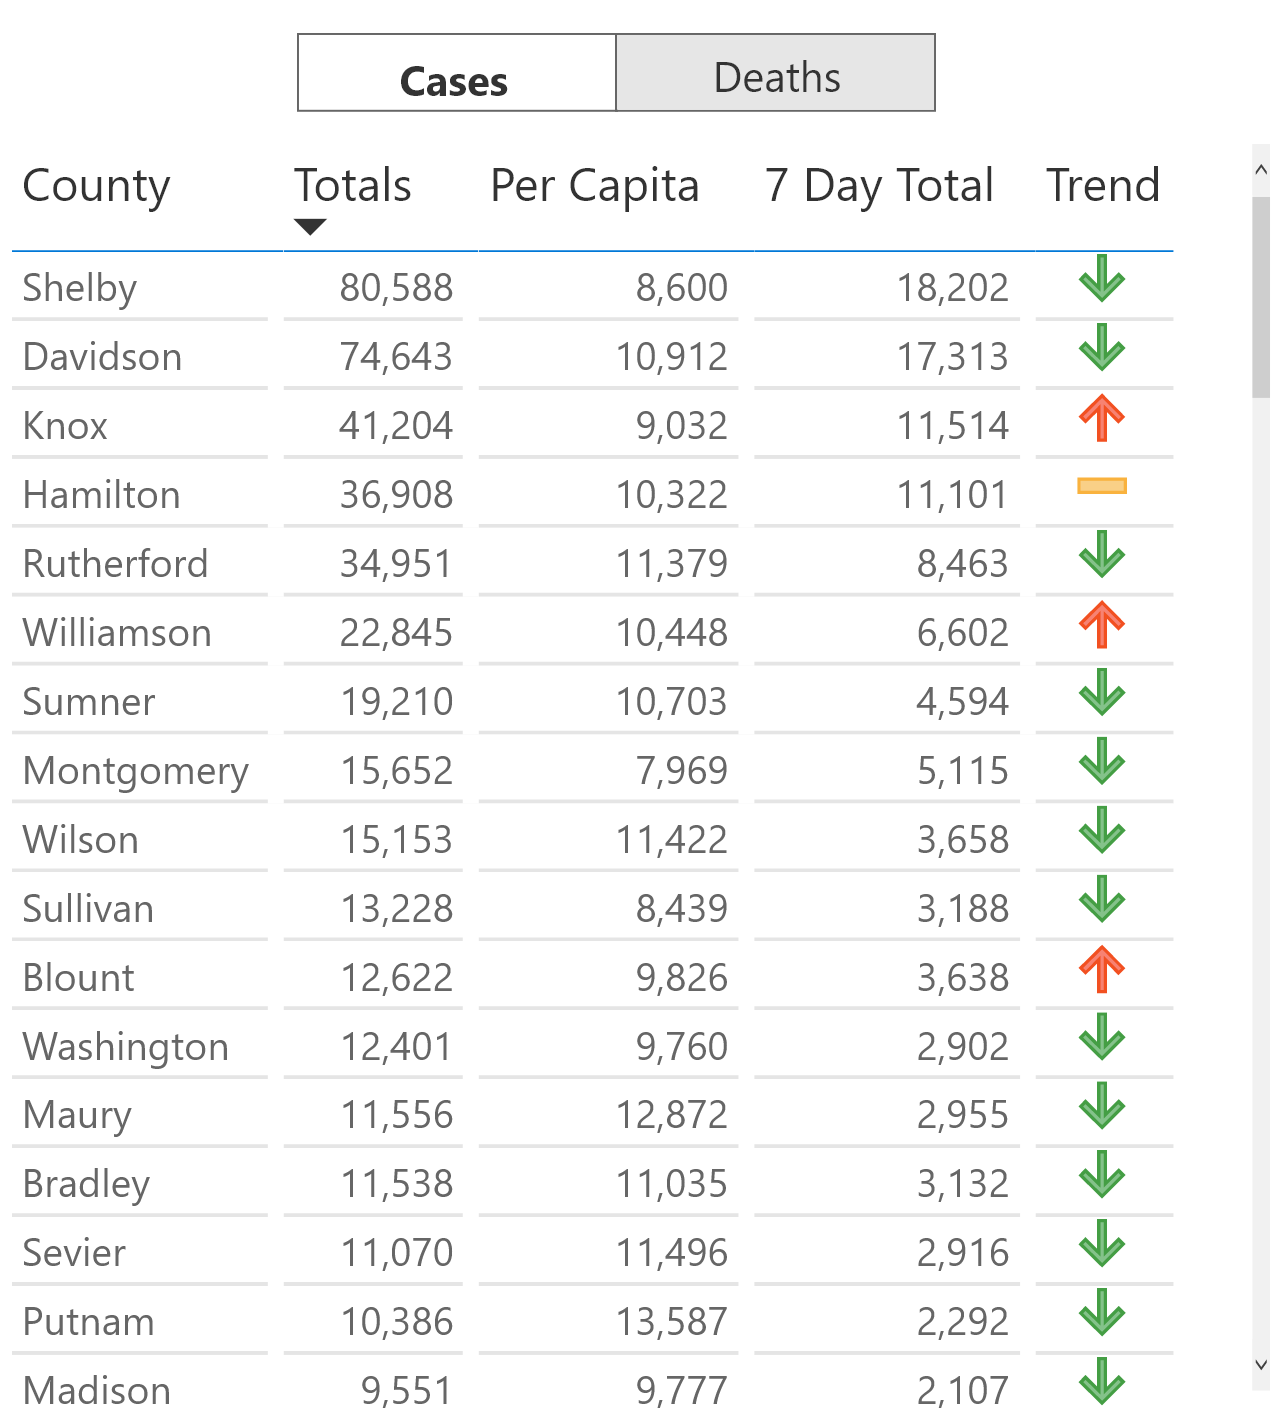 Cases Deaths
County Totals Per Capita 7 Day Total Trend
Shelby 80,588 8,600 18,202
Davidson 74,643 10,912 17,313
Knox 41,204 9,032 11,514
Hamilton 36,908 10,322 11,101
Rutherford 34,951 11,379 8,463
Williamson 22,845 10,448 6,602
Sumner 19,210 10,703 4,594
Montgomery 15,652 7,969 5,115
Wilson 15,153 11,422 3,658
Sullivan 13,228 8,439 3,188
Blount 12,622 9,826 3,638
Washington 12,401 9,760 2,902
Maury 11,556 12,872 2,955
Bradley 11,538 11,035 3,132
Sevier 11,070 11,496 2,916
Putnam 10,386 13,587 2,292
Madison 9,551 9,777 2,107